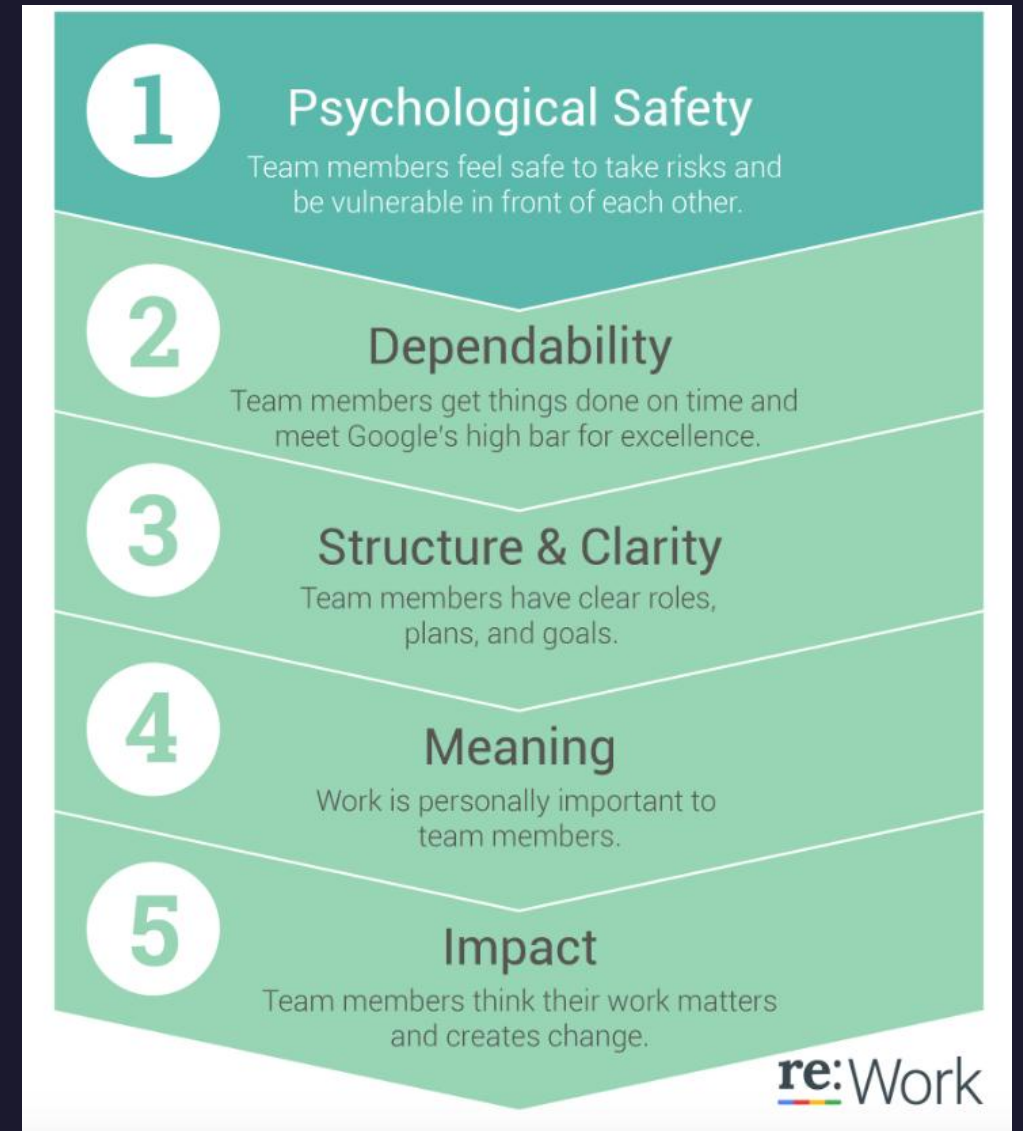 1
Psychological Safety
Team members feel safe to take risks and
be vulnerable in front of each other.
2
Dependability
Team members get things done on time and
meet Google's high bar for excellence.
3
Structure & Clarity
Team members have clear roles,
plans, and goals.
4
Meaning
Work is personally important to
team members.
5
Impact
Team members think their work matters
and creates change.
re:Work